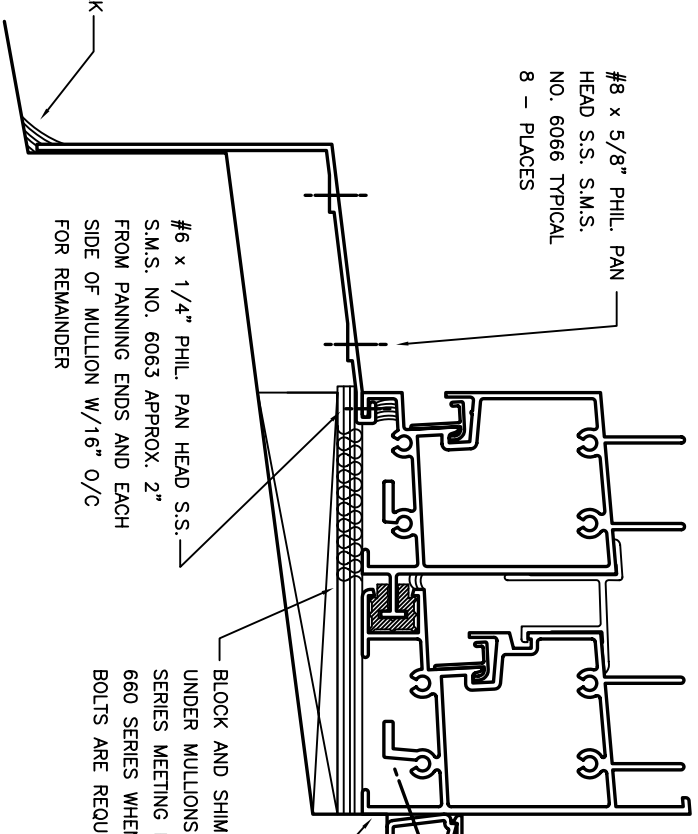 K
#8 x 5/8" PHIL. PAN
HEAD S.S. S.M.S.
NO. 6066 TYPICAL
8 – PLACES
#6 x 1/4" PHIL. PAN HEAD S.S.
S.M.S. NO. 6063 APPROX. 2"
FROM PANNING ENDS AND EACH
SIDE OF MULLION W/16" O/C
FOR REMAINDER
BLOCK AND SHIM
UNDER MULLIONS
SERIES MEETING
660 SERIES WHEN
BOLTS ARE REQU